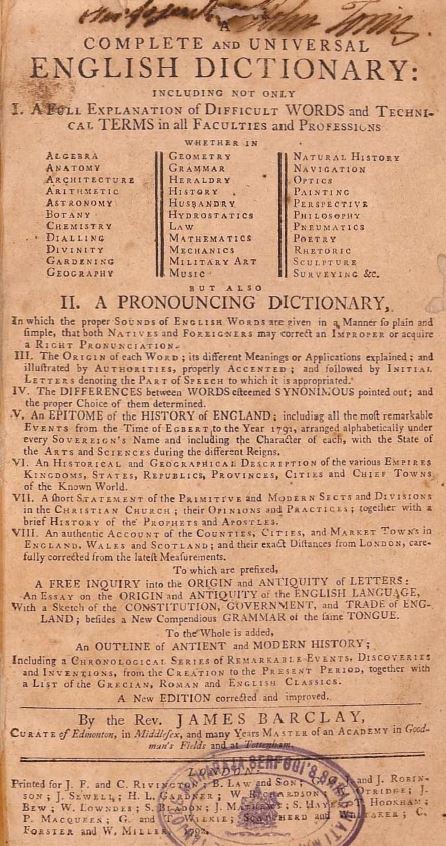 John Tonis.
A
COMPLETE AND UNIVERSAL
ENGLISH DICTIONARY:
INCLUDING NOT ONLY
I. A FULL EXPLANATION OF DIFFICULT WORDS and TECHNI-
CAL TERMS in all FACULTIES and PROFESSIONS
WHETHER IN
ALGEBRA
ANATOMY
ARCHITECTURE
ARITHMETIC
ASTRONOMY
BOTANY
CHEMISTRY
DIALLING
DIVINITY
GARDENING
GEOGRAPHY
GEOMETRY
GRAMMAR
HERALDRY
HISTORY
HUSBANDRY
HYDROSTATICS
LAW
MATHEMATICS
MECHANICS
MILITARY ART
MUSIC
NATURAL HISTORY
NAVIGATION
OPTICS
PAINTING
PERSPECTIVE
PHILOSOPHY
PNEUMATICS
POETRY
RHETORIC
SCULPTURE
SURVEYING &c.
BUT ALSO
II. A PRONOUNCING DICTIONARY,
In which the proper SOUNDS of ENGLISH WORDS are given in a Manner so plain and
simple, that both NATIVES and FOREIGNERS may correct an IMPROPER or acquire
a RIGHT PRONUNCIATION.
III. The ORIGIN of each WORD; its different Meanings or Applications explained; and
illustrated by AUTHORITIES, properly ACCENTED; and followed by INITIAL
LETTERS denoting the PART of SPEECH to which it is appropriated.
IV. The DIFFERENCES between WORDS esteemed SYNONIMOUS pointed out; and
the proper Choice of them determined.
V. An EPITOME of the HISTORY of ENGLAND; including all the most remarkable
EVENTS from the Time of EGBERT to the Year 1791, arranged alphabetically under
every SOVEREIGN'S Name and including the Character of each, with the State of
the ARTS and SCIENCES during the different Reigns.
VI. An HISTORICAL and GEOGRAPHICAL DESCRIPTION of the various EMPIRES
KINGDOMS, STATES, REPUBLICS, PROVINCES, CITIES and CHIEF TOWNS
of the Known World.
VII. A short STATEMENT of the PRIMITIVE and MODERN SECTS and DIVISIONS
in the CHRISTIAN CHURCH; their OPINIONS and PRACTICES; together with a
brief HISTORY of the PROPHETS and APOSTLES.
VIII. An authentic ACCOUNT of the COUNTIES, CITIES, and MARKET TOWNS in
ENGLAND, WALES and SCOTLAND; and their exact Distances from LONDON, care-
fully corrected from the latest Measurements.
To which are prefixed,
A FREE INQUIRY into the ORIGIN and ANTIQUITY of LETTERS:
An ESSAY on the ORIGIN and ANTIQUITY of the ENGLISH LANGUAGE,
With a Sketch of the CONSTITUTION, GOVERNMENT, and TRADE of ENG-
LAND; besides a New Compendious GRAMMAR of the same TONGUE.
To the Whole is added,
An OUTLINE of ANTIENT and MODERN HISTORY;
Including a CHRONOLOGICAL SERIES of REMARKABLE EVENTS, DISCOVERIES
and INVENTIONS, from the CREATION to the PRESENT PERIOD, together with
a LIST of the GRECIAN, ROMAN and ENGLISH CLASSICS.
A New EDITION corrected and improved.
By the Rev. JAMES BARCLAY,
CURATE of Edmonton, in Middlesex, and many Years MASTER of an ACADEMY in Good-
man's Fields and at Tottenham.
LONDON:
Printed for J. F. and C. RIVINGTON; B. LAW and SON; and J. ROBIN-
SON; J. SEWELL; H. L. GARDNER; W. RICHARDSON; OTRIDGE; J.
BEW; W. LOWNDES; S. BLADON; J. MATHEWS; S. HAYES; HOOKHAM;
P. MACQUEEN; G. and WILKIE; SCATCHERD and WHITAKER; C.
FORSTER and W. MILLER. 1792.
MAHARAJA SERFOJI'S SARASVATI